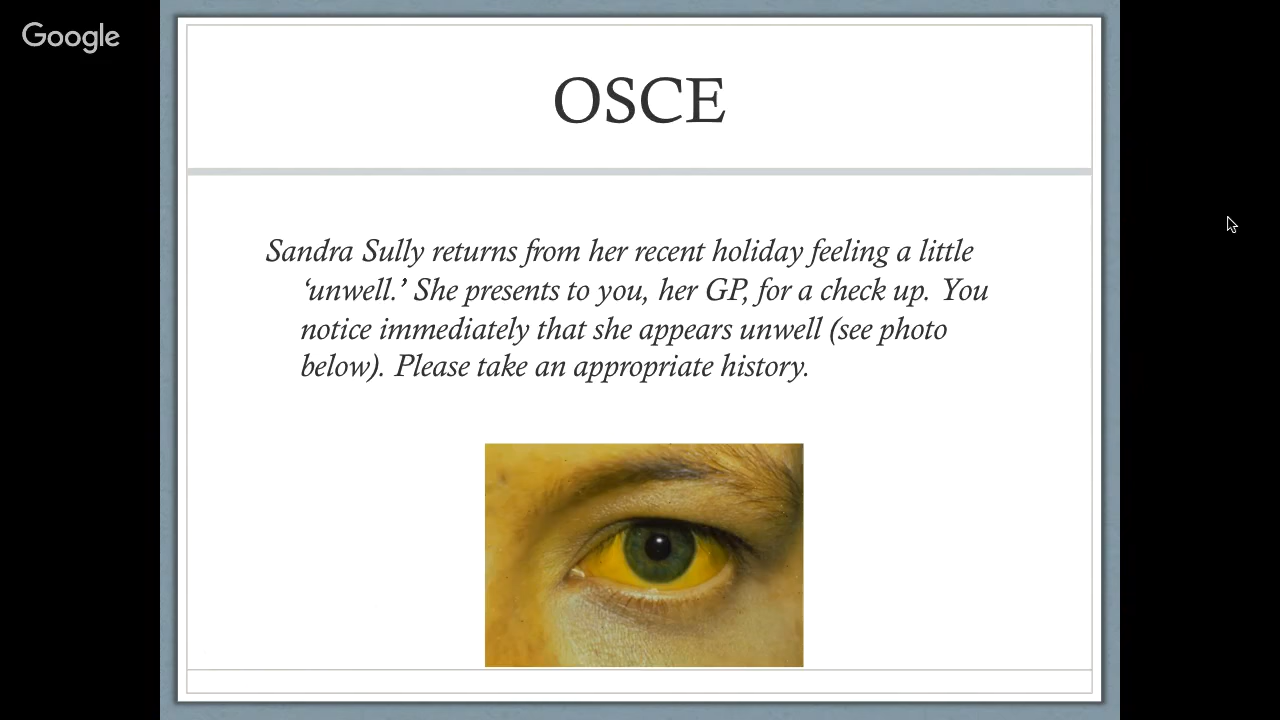 Google
OSCE
Sandra Sully returns from her recent holiday feeling a little
‘unwell.’ She presents to you, her GP, for a check up. You
notice immediately that she appears unwell (see photo
below). Please take an appropriate history.